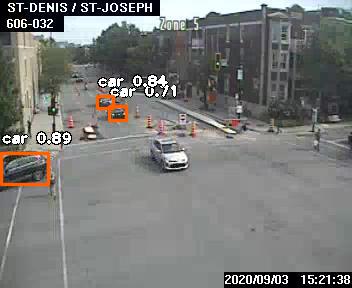 ST-DENIS / ST-JOSEPH
606-032
Zone 5
car 0.84
car 0.71
car 0.89
2020/09/03 15:21:38